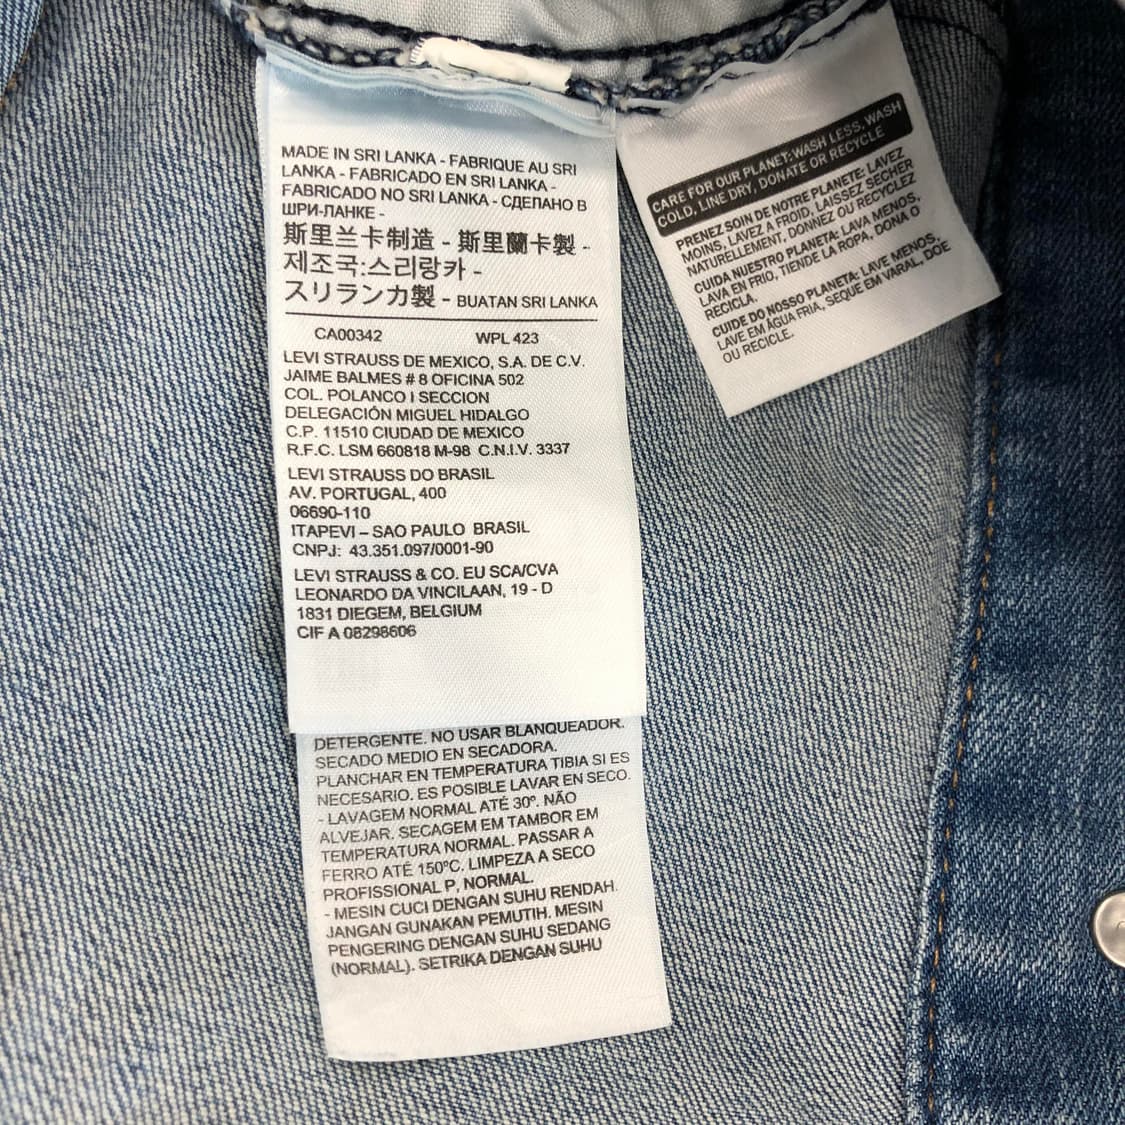 MADE IN SRI LANKA - FABRIQUE AU SRI
LANKA - FABRICADO EN SRI LANKA -
FABRICADO NO SRI LANKA - СДЕЛАНО В
ШРИ-ЛАНКЕ -
斯里兰卡制造 - 斯里蘭卡製 -
제조국:스리랑카 -
スリランカ製 - BUATAN SRI LANKA
CA00342 WPL 423
LEVI STRAUSS DE MEXICO, S.A. DE C.V.
JAIME BALMES # 8 OFICINA 502
COL. POLANCO I SECCION
DELEGACIÓN MIGUEL HIDALGO
C.P. 11510 CIUDAD DE MEXICO
R.F.C. LSM 660818 M-98 C.N.I.V. 3337
LEVI STRAUSS DO BRASIL
AV. PORTUGAL, 400
06690-110
ITAPEVI – SAO PAULO BRASIL
CNPJ: 43.351.097/0001-90
LEVI STRAUSS & CO. EU SCA/CVA
LEONARDO DA VINCILAAN, 19 - D
1831 DIEGEM, BELGIUM
CIF A 08298606
DETERGENTE. NO USAR BLANQUEADOR.
SECADO MEDIO EN SECADORA.
PLANCHAR EN TEMPERATURA TIBIA SI ES
NECESARIO. ES POSIBLE LAVAR EN SECO.
- LAVAGEM NORMAL ATÉ 30º. NÃO
ALVEJAR. SECAGEM EM TAMBOR EM
TEMPERATURA NORMAL. PASSAR A
FERRO ATÉ 150ºC. LIMPEZA A SECO
PROFISSIONAL P, NORMAL.
- MESIN CUCI DENGAN SUHU RENDAH.
JANGAN GUNAKAN PEMUTIH. MESIN
PENGERING DENGAN SUHU SEDANG
(NORMAL). SETRIKA DENGAN SUHU
CARE FOR OUR PLANET: WASH LESS, WASH
COLD, LINE DRY, DONATE OR RECYCLE
PRENEZ SOIN DE NOTRE PLANETE: LAVEZ
MOINS, LAVEZ A FROID, LAISSEZ SÉCHER
NATURELLEMENT, DONNEZ OU RECYCLEZ
CUIDA NUESTRO PLANETA: LAVA MENOS,
LAVA EN FRIO, TIENDE LA ROPA, DONA O
RECICLA.
CUIDE DO NOSSO PLANETA: LAVE MENOS,
LAVE EM ÁGUA FRIA, SEQUE EM VARAL, DOE
OU RECICLE.